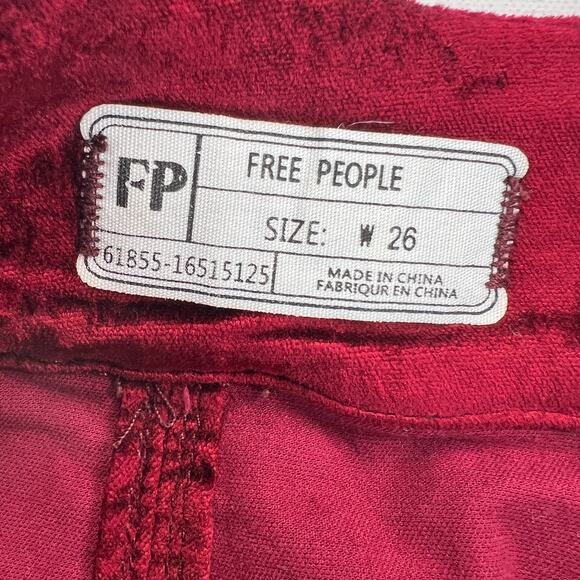 FP
FREE PEOPLE
SIZE: W 26
61855-16515125
MADE IN CHINA
FABRIQUR EN CHINA